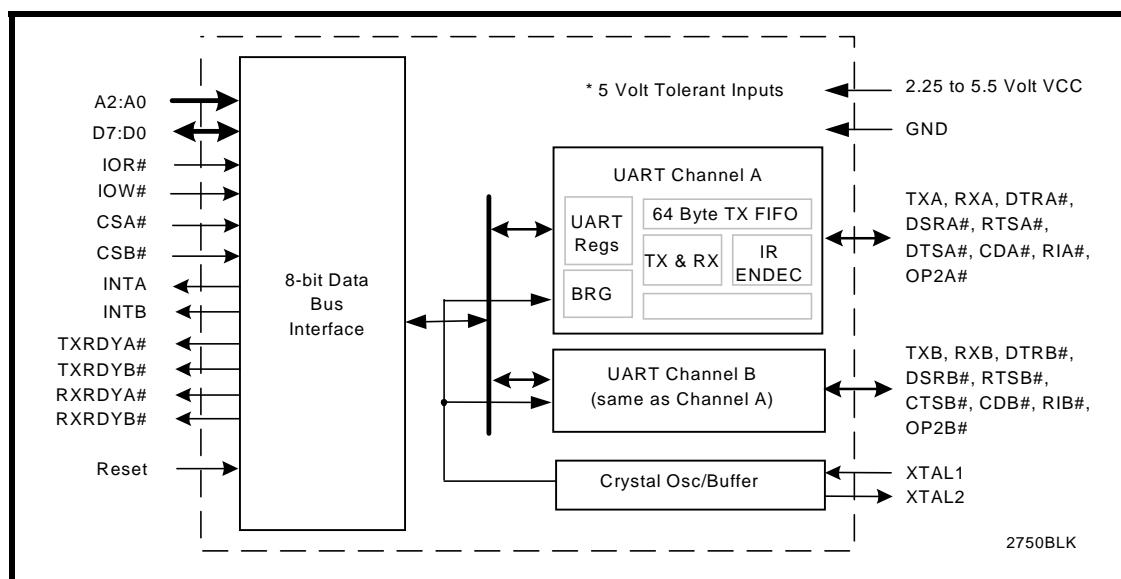 A2:A0
D7:D0
IOR#
IOW#
CSA#
CSB#
INTA
INTB
TXRDYA#
TXRDYB#
RXRDYA#
RXRDYB#
Reset
8-bit Data
Bus
Interface
* 5 Volt Tolerant Inputs
UART Channel A
UART
Regs
64 Byte TX FIFO
TX & RX
IR
ENDEC
BRG
UART Channel B
(same as Channel A)
Crystal Osc/Buffer
2.25 to 5.5 Volt VCC
GND
TXA, RXA, DTRA#,
DSRA#, RTSA#,
DTSA#, CDA#, RIA#,
OP2A#
TXB, RXB, DTRB#,
DSRB#, RTSB#,
CTSB#, CDB#, RIB#,
OP2B#
XTAL1
XTAL2
2750BLK